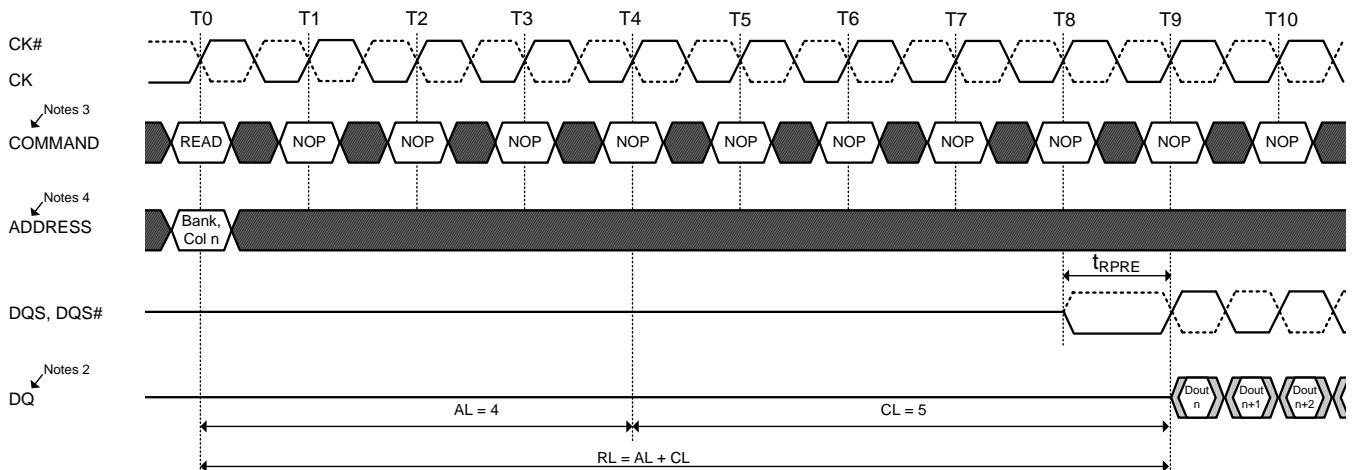 T0 T1 T2 T3 T4 T5 T6 T7 T8 T9 T10
CK#
CK
Notes 3
COMMAND READ NOP NOP NOP NOP NOP NOP NOP NOP NOP NOP
Notes 4
ADDRESS
Bank,
Col n
tRPRE
DQS, DQS#
Notes 2
DQ
Dout Dout Dout
n n+1 n+2
AL = 4 CL = 5
RL = AL + CL